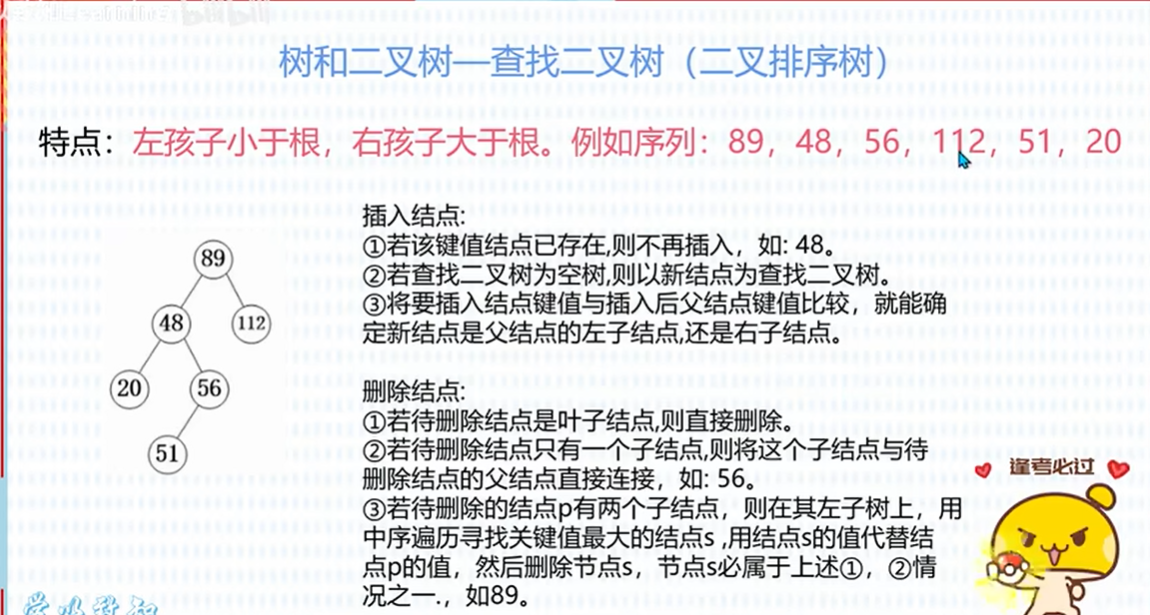 树和二叉树—查找二叉树（二叉排序树）
特点：左孩子小于根，右孩子大于根。例如序列：89，48，56，112，51，20
插入结点:
①若该键值结点已存在,则不再插入，如: 48。
②若查找二叉树为空树,则以新结点为查找二叉树。
③将要插入结点键值与插入后父结点键值比较，就能确
定新结点是父结点的左子结点,还是右子结点。
89
48
112
20
56
51
删除结点:
①若待删除结点是叶子结点,则直接删除。
②若待删除结点只有一个子结点,则将这个子结点与待
删除结点的父结点直接连接，如: 56。
③若待删除的结点p有两个子结点，则在其左子树上，用
中序遍历寻找关键值最大的结点s ,用结点s的值代替结
点p的值，然后删除节点s，节点s必属于上述①，②情
况之一.，如89。
逢考必过